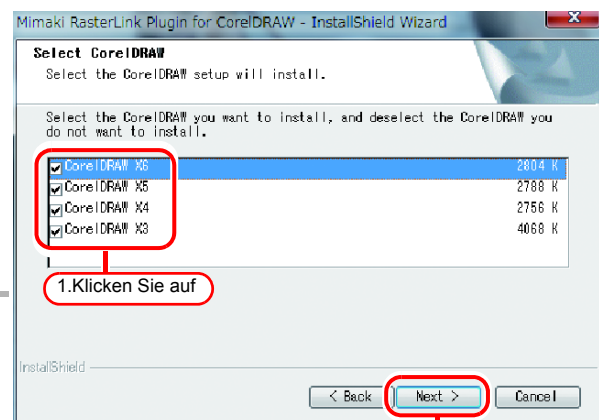 Mimaki RasterLink Plugin for CorelDRAW - InstallShield Wizard
Select CorelDRAW
Select the CorelDRAW setup will install.
Select the CorelDRAW you want to install, and deselect the CorelDRAW you
do not want to install.
CorelDRAW X6 2804 K
CorelDRAW X5 2788 K
CorelDRAW X4 2756 K
CorelDRAW X3 4068 K
1.Klicken Sie auf
InstallShield
< Back Next > Cancel